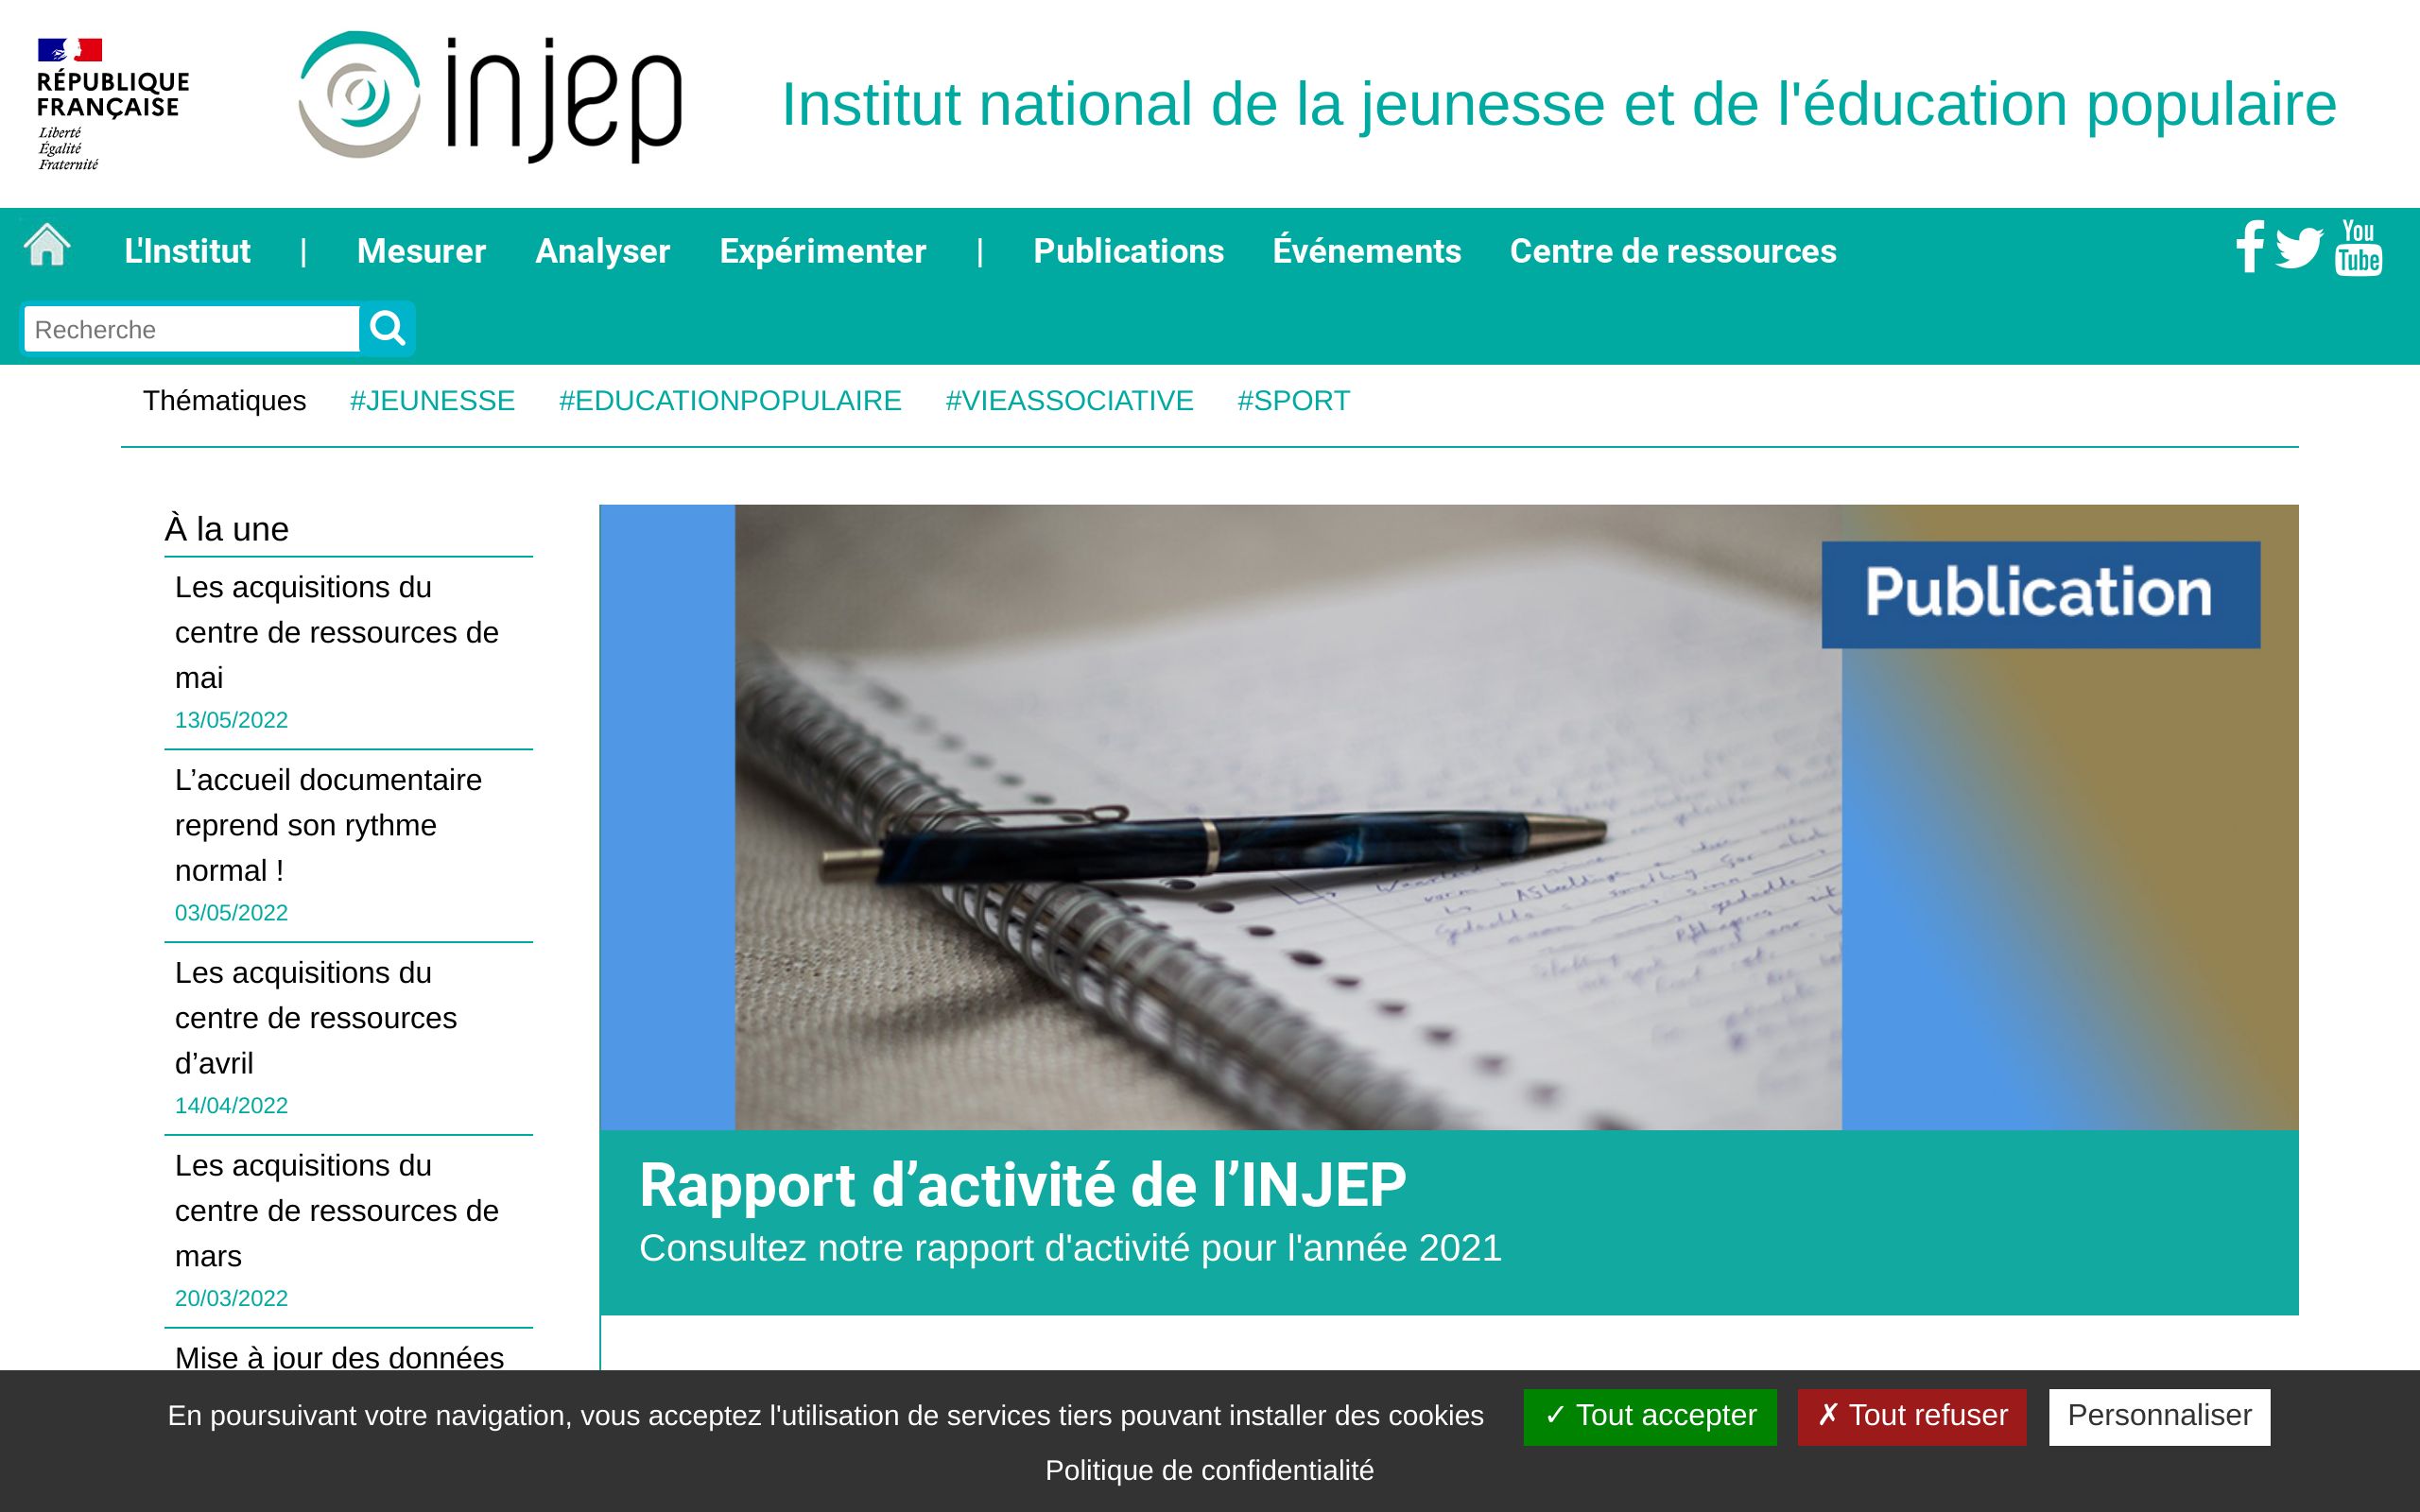 RÉPUBLIQUE
FRANÇAISE
Liberté
Égalité
Fraternité
injep
Institut national de la jeunesse et de l'éducation populaire
L'Institut | Mesurer Analyser Expérimenter | Publications Événements Centre de ressources
You
Tube
Recherche
Thématiques #JEUNESSE #EDUCATIONPOPULAIRE #VIEASSOCIATIVE #SPORT
À la une
Les acquisitions du
centre de ressources de
mai
13/05/2022
L’accueil documentaire
reprend son rythme
normal !
03/05/2022
Les acquisitions du
centre de ressources
d’avril
14/04/2022
Les acquisitions du
centre de ressources de
mars
20/03/2022
Mise à jour des données
Publication
Rapport d’activité de l’INJEP
Consultez notre rapport d'activité pour l'année 2021
En poursuivant votre navigation, vous acceptez l'utilisation de services tiers pouvant installer des cookies
✓ Tout accepter
✗ Tout refuser
Personnaliser
Politique de confidentialité